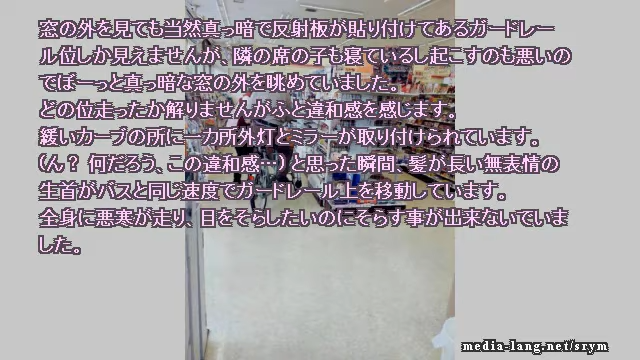 窓の外を見ても当然真っ暗で反射板が貼り付けてあるガードレー
ル位しか見えませんが、隣の席の子も寝ているし起こすのも悪いの
でぼーっと真っ暗な窓の外を眺めていました。
どの位走ったか解りませんがふと違和感を感じます。
緩いカーブの所に一カ所外灯とミラーが取り付けられています。
(ん？ 何だろう、この違和感…) と思った瞬間、髪が長い無表情の
生首がバスと同じ速度でガードレール上を移動しています。
全身に悪寒が走り、目をそらしたいのにそらす事が出来ないでいま
した。
media-lang.net/srym